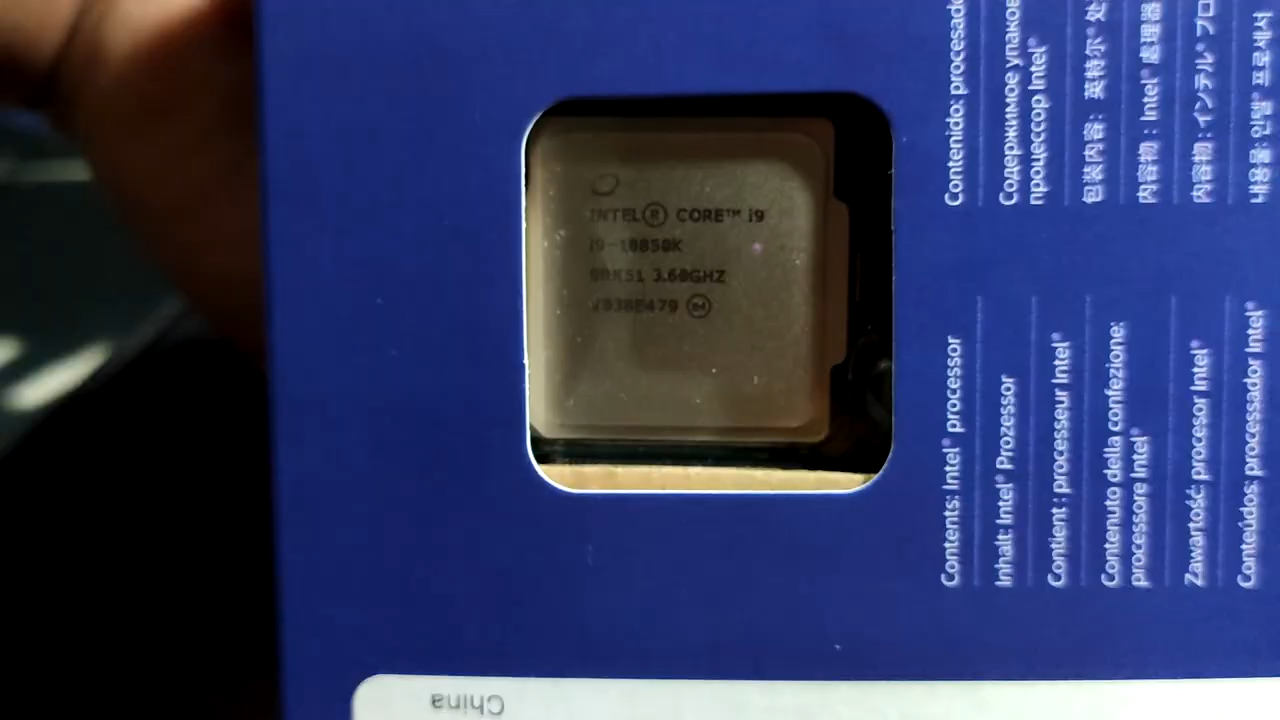 INTEL® CORE™ i9
i9-10850K
SRK51 3.60GHZ
V038E479 e4
Contenido: procesado
Содержимое упаков
процессор Intel®
包装内容: 英特尔® 处
內容物 : Intel® 處理器
内容物: インテル® プロ
내용물: 인텔® 프로세서
Contents: Intel® processor
Inhalt: Intel® Prozessor
Contient : processeur Intel®
Contenuto della confezione:
processore Intel®
Zawartość: procesor Intel®
Conteúdos: processador Intel®
China